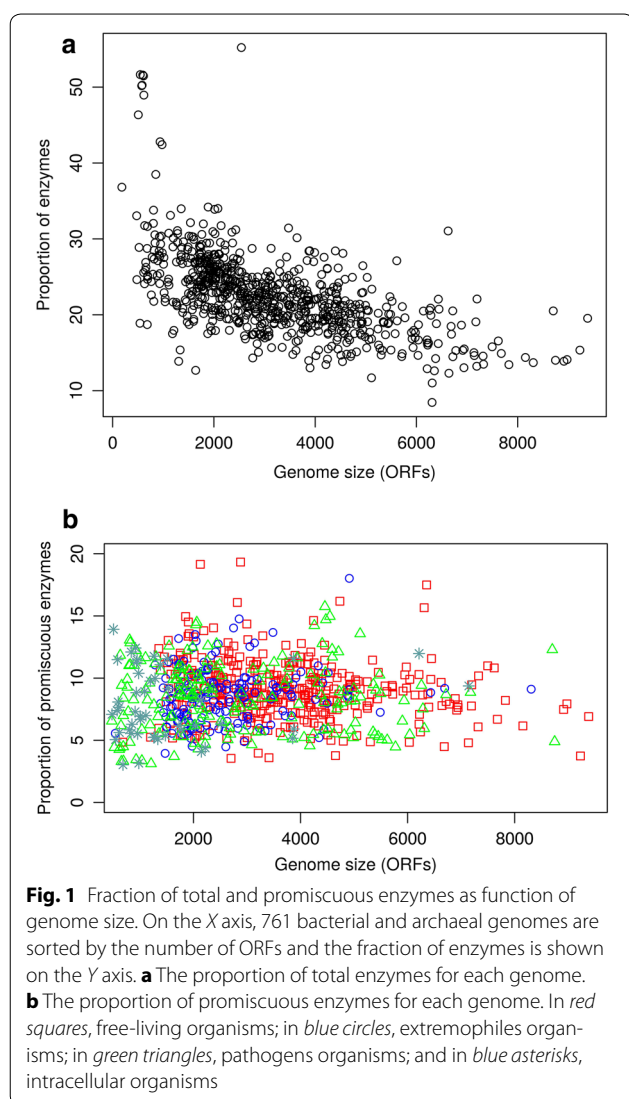 a
50
40
30
20
10
Proportion of enzymes
0 2000 4000 6000 8000
Genome size (ORFs)
b
20
15
10
5
0
Proportion of promiscuous enzymes
2000 4000 6000 8000
Genome size (ORFs)
Fig. 1 Fraction of total and promiscuous enzymes as function of
genome size. On the X axis, 761 bacterial and archaeal genomes are
sorted by the number of ORFs and the fraction of enzymes is shown
on the Y axis. a The proportion of total enzymes for each genome.
b The proportion of promiscuous enzymes for each genome. In red
squares, free-living organisms; in blue circles, extremophiles organ-
isms; in green triangles, pathogens organisms; and in blue asterisks,
intracellular organisms